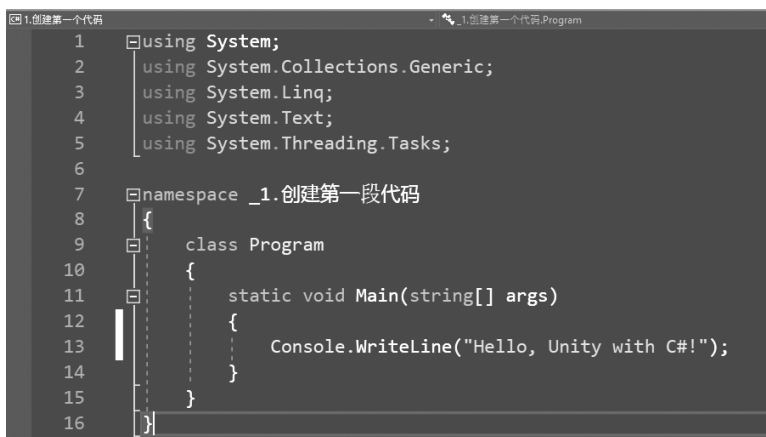 C# 1.创建第一个代码 _1.创建第一个代码.Program
1 using System;
2 using System.Collections.Generic;
3 using System.Linq;
4 using System.Text;
5 using System.Threading.Tasks;
6
7 namespace _1.创建第一段代码
8 {
9 class Program
10 {
11 static void Main(string[] args)
12 {
13 Console.WriteLine("Hello, Unity with C#!");
14 }
15 }
16 }